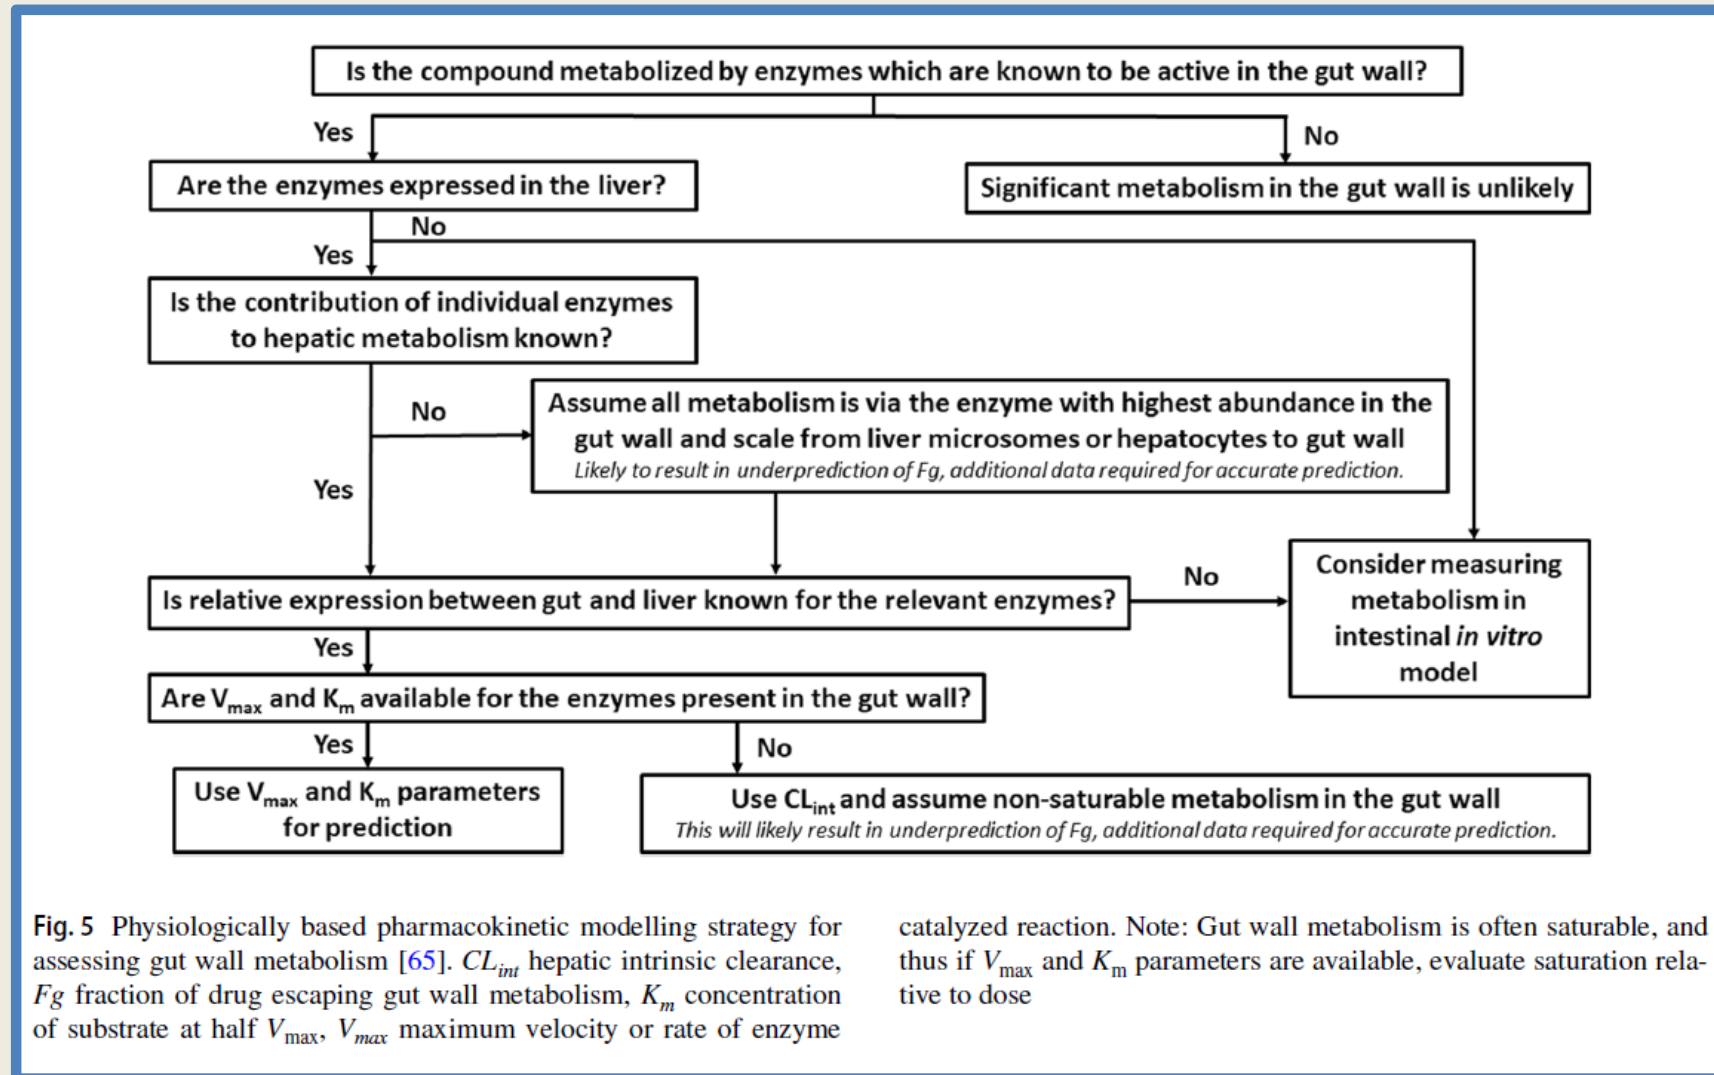 Is the compound metabolized by enzymes which are known to be active in the gut wall?
Yes
No
Are the enzymes expressed in the liver?
Significant metabolism in the gut wall is unlikely
No
Yes
Is the contribution of individual enzymes
to hepatic metabolism known?
No
Assume all metabolism is via the enzyme with highest abundance in the
gut wall and scale from liver microsomes or hepatocytes to gut wall
Likely to result in underprediction of Fg, additional data required for accurate prediction.
Yes
Is relative expression between gut and liver known for the relevant enzymes?
No
Consider measuring
metabolism in
intestinal in vitro
model
Yes
Are Vmax and Km available for the enzymes present in the gut wall?
Yes
No
Use Vmax and Km parameters
for prediction
Use CLint and assume non-saturable metabolism in the gut wall
This will likely result in underprediction of Fg, additional data required for accurate prediction.
Fig. 5 Physiologically based pharmacokinetic modelling strategy for
assessing gut wall metabolism [65]. CLint hepatic intrinsic clearance,
Fg fraction of drug escaping gut wall metabolism, Km concentration
of substrate at half Vmax, Vmax maximum velocity or rate of enzyme
catalyzed reaction. Note: Gut wall metabolism is often saturable, and
thus if Vmax and Km parameters are available, evaluate saturation rela-
tive to dose